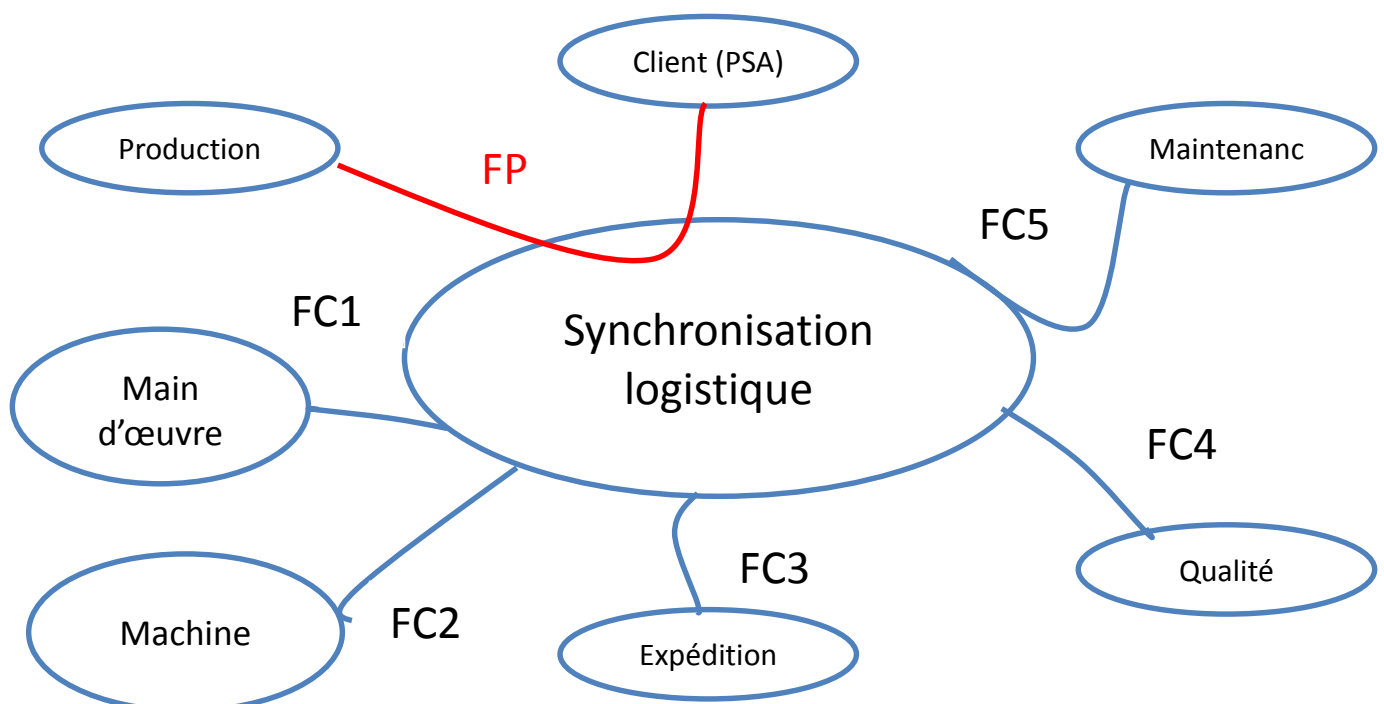 Client (PSA)
Production
Maintenanc
FP
FC5
FC1
Synchronisation
logistique
Main
d'œuvre
FC4
FC3
Qualité
Machine
FC2
Expédition